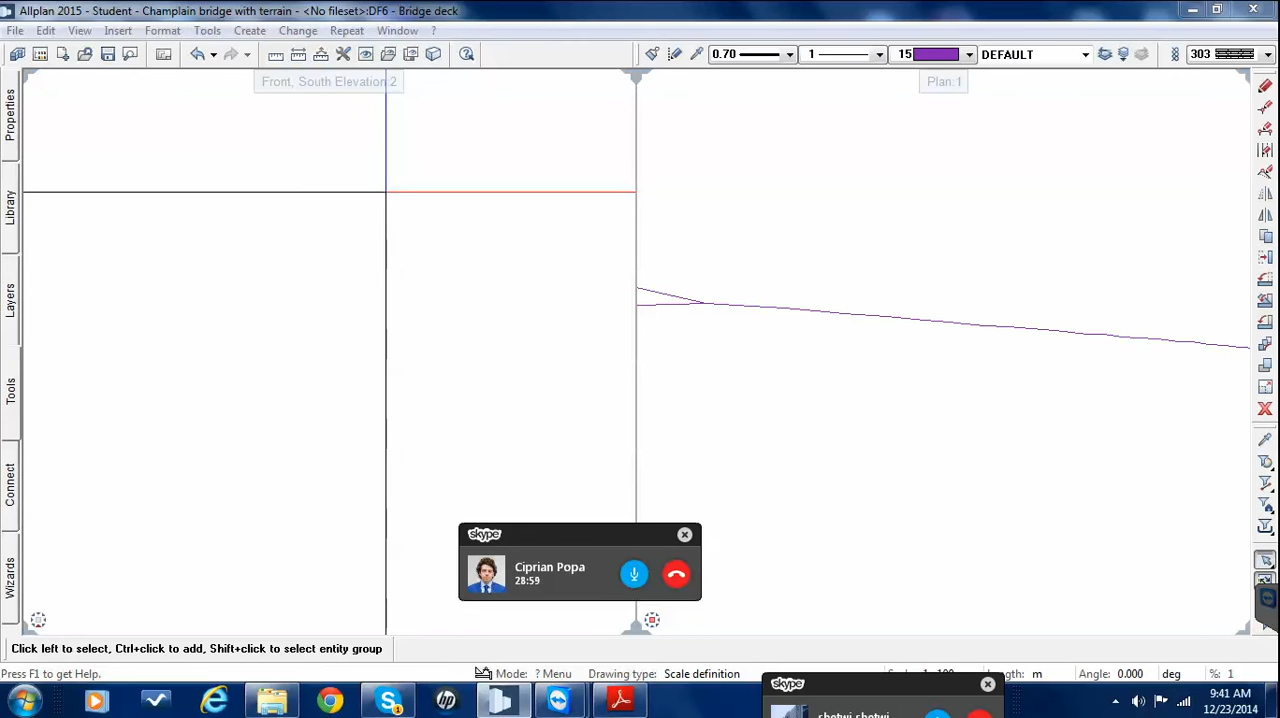 Allplan 2015 - Student - Champlain bridge with terrain - <No fileset>:DF6 - Bridge deck
File Edit View Insert Format Tools Create Change Repeat Window ?
0.70 1 15 DEFAULT 303
Front, South Elevation:2
Plan:1
Properties
Library
Layers
Tools
Connect
Wizards
skype
Ciprian Popa
28:59
Click left to select, Ctrl+click to add, Shift+click to select entity group
Press F1 to get Help.
Mode: ? Menu
Drawing type: Scale definition
Angle: 0.000 deg %: 1
skype
9:41 AM
12/23/2014